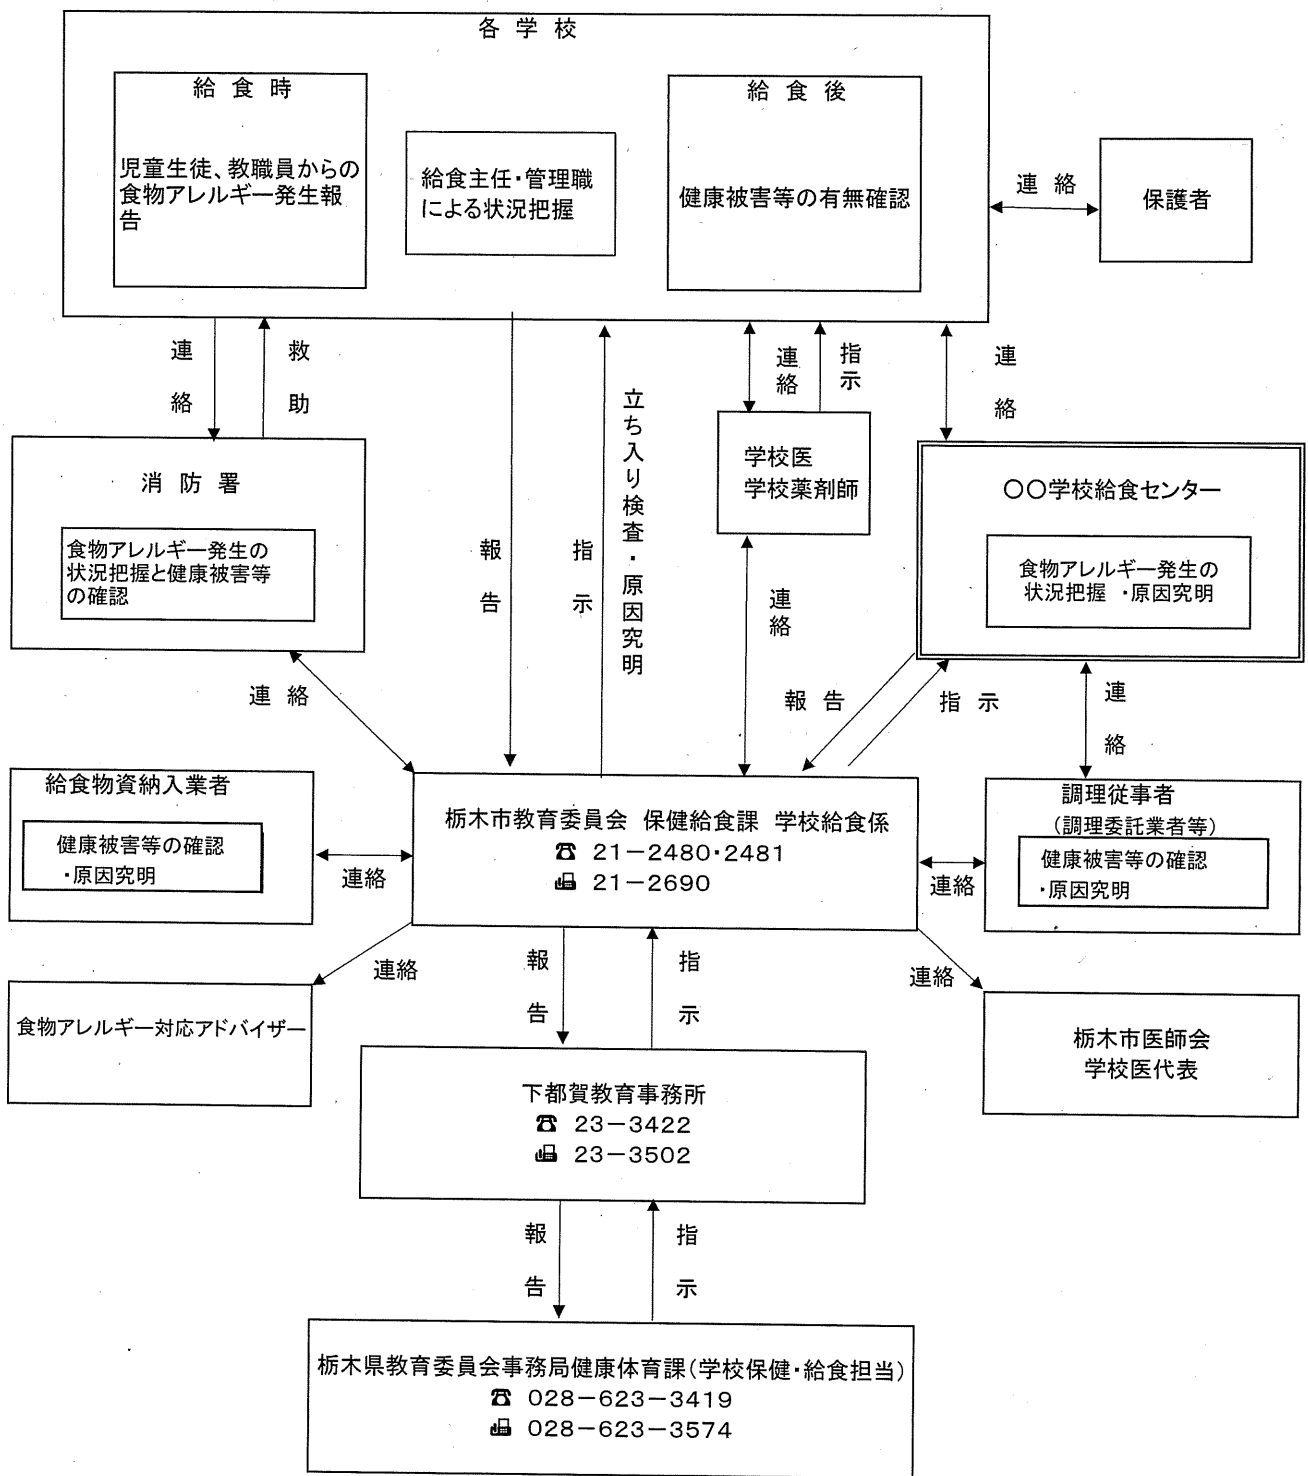 各 学 校
給 食 時
児童生徒、教職員からの
食物アレルギー発生報
告
給食主任・管理職
による状況把握
給 食 後
健康被害等の有無確認
連 絡
保護者
連
絡
救
助
報
告
指
示
立ち入り検査・原因究明
連絡
指示
連
絡
消 防 署
食物アレルギー発生の
状況把握と健康被害等
の確認
学校医
学校薬剤師
〇〇学校給食センター
食物アレルギー発生の
状況把握 ・原因究明
連 絡
連絡
報 告
指 示
連
絡
給食物資納入業者
健康被害等の確認
・原因究明
連絡
栃木市教育委員会 保健給食課 学校給食係
☎ 21−2480・2481
📠 21−2690
連絡
調理従事者
(調理委託業者等)
健康被害等の確認
・原因究明
連絡
報
告
指
示
連絡
食物アレルギー対応アドバイザー
栃木市医師会
学校医代表
下都賀教育事務所
☎ 23−3422
📠 23−3502
報
告
指
示
栃木県教育委員会事務局健康体育課(学校保健・給食担当)
☎ 028−623−3419
📠 028−623−3574